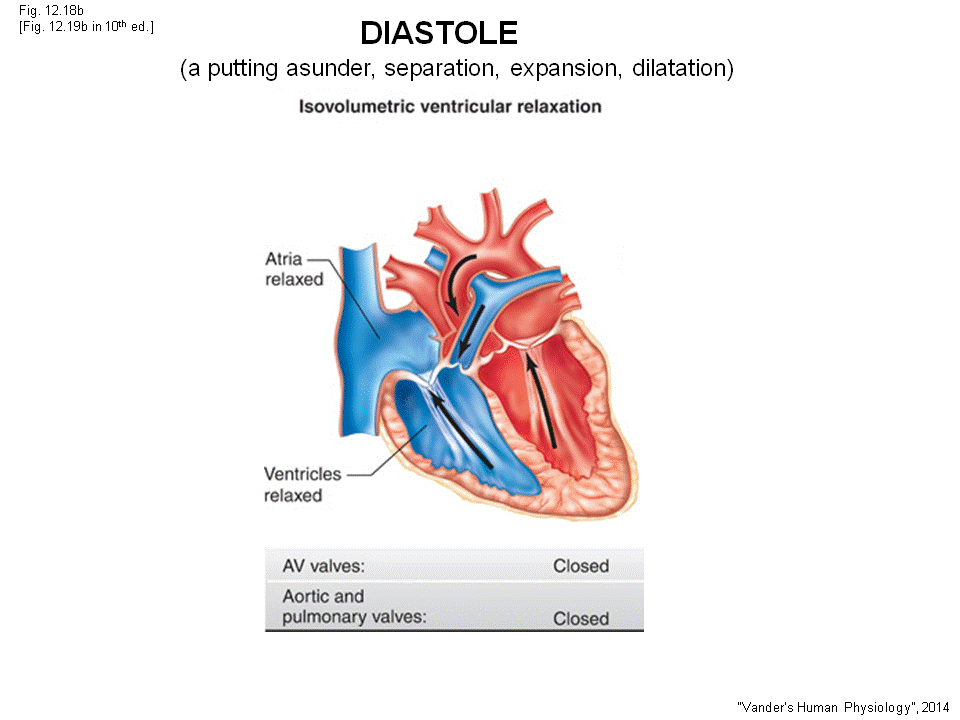 Fig. 12.18b
[Fig. 12.19b in 10th ed.]
DIASTOLE
(a putting asunder, separation, expansion, dilatation)
Isovolumetric ventricular relaxation
Atria
relaxed
Ventricles
relaxed
AV valves: Closed
Aortic and
pulmonary valves: Closed
"Vander's Human Physiology", 2014